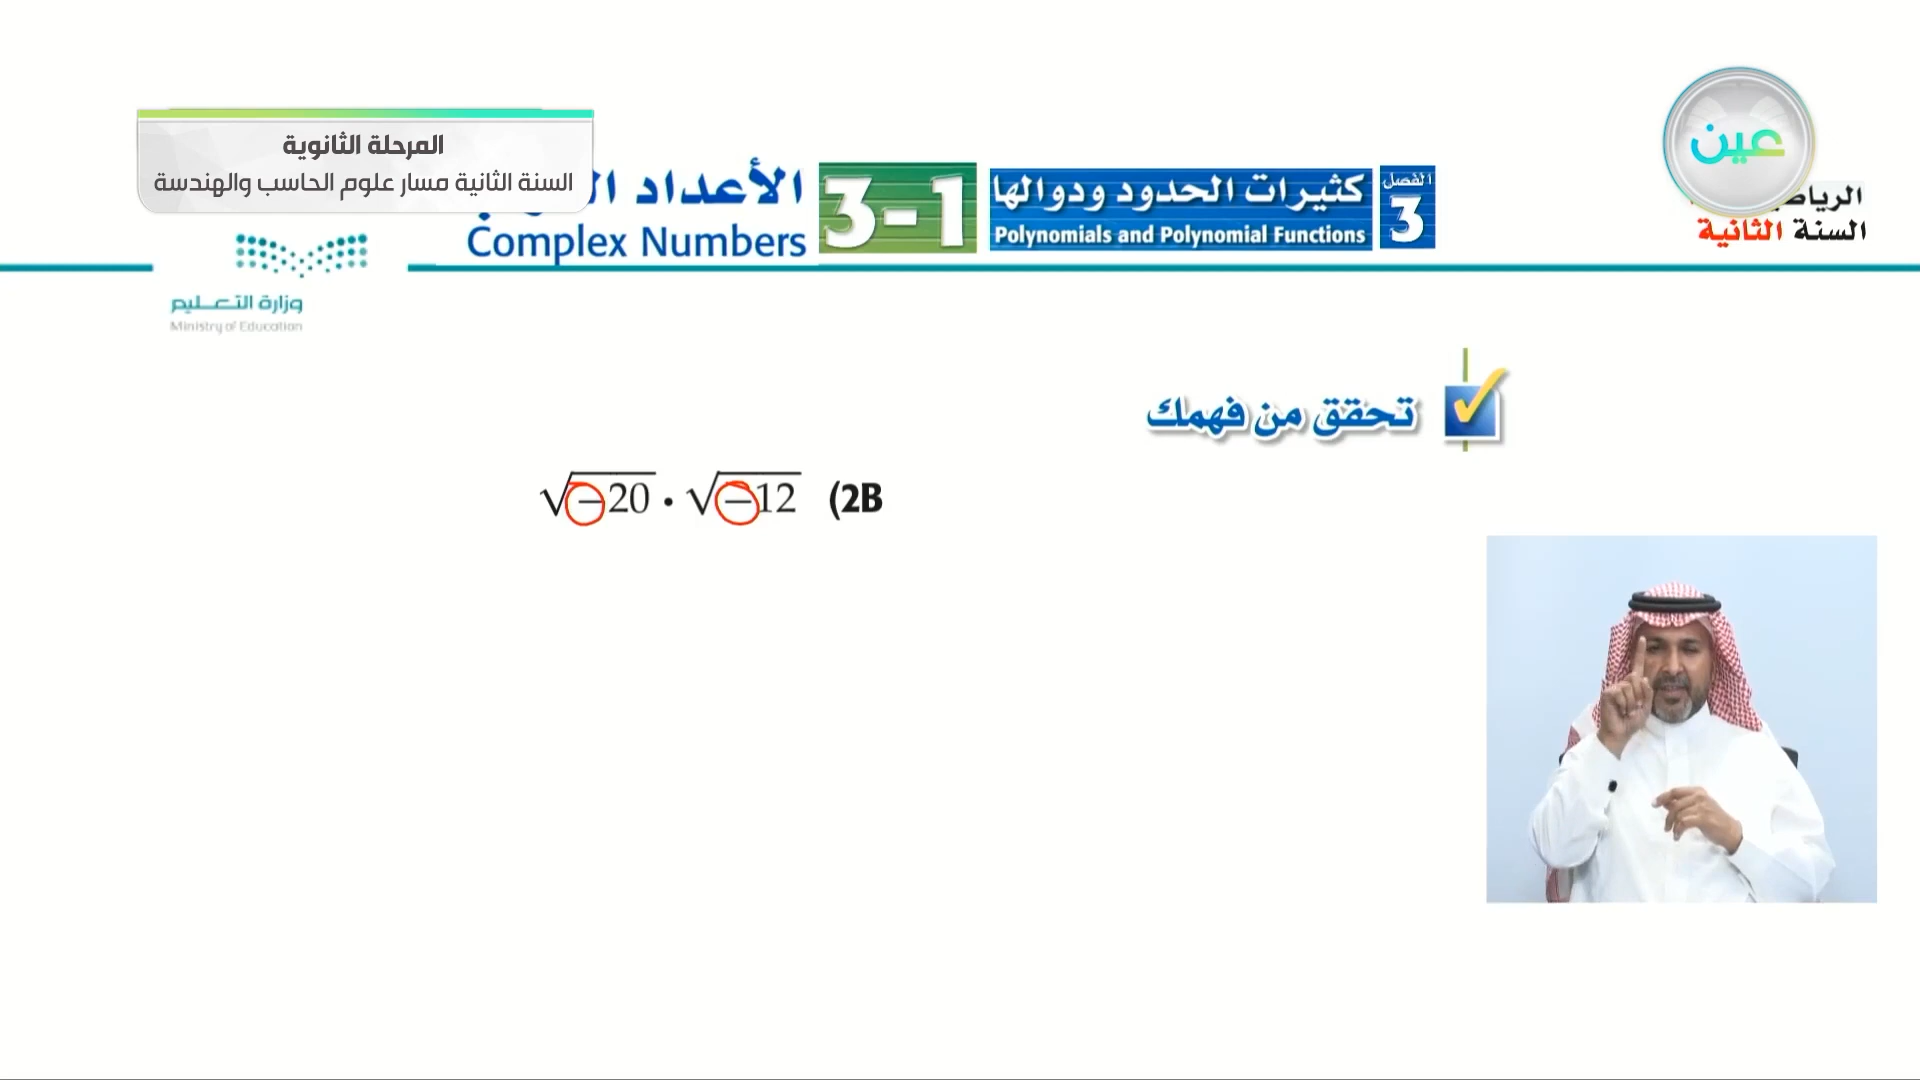 المرحلة الثانوية
السنة الثانية مسار علوم الحاسب والهندسة
عين
السنة الثانية
الفصل 3
كثيرات الحدود ودوالها
Polynomials and Polynomial Functions
3-1
الأعداد
Complex Numbers
وزارة التعليم
Ministry of Education
تحقق من فهمك
√−20 · √−12 (2B